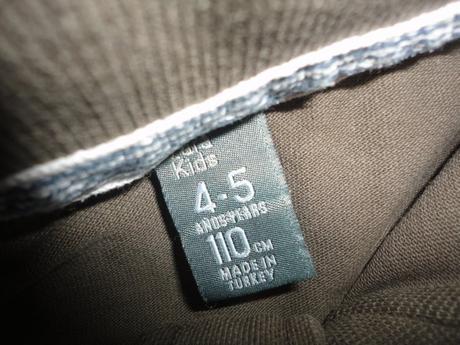 Kids
4-5
AÑOS-YEARS
110 CM
MADE IN
TURKEY